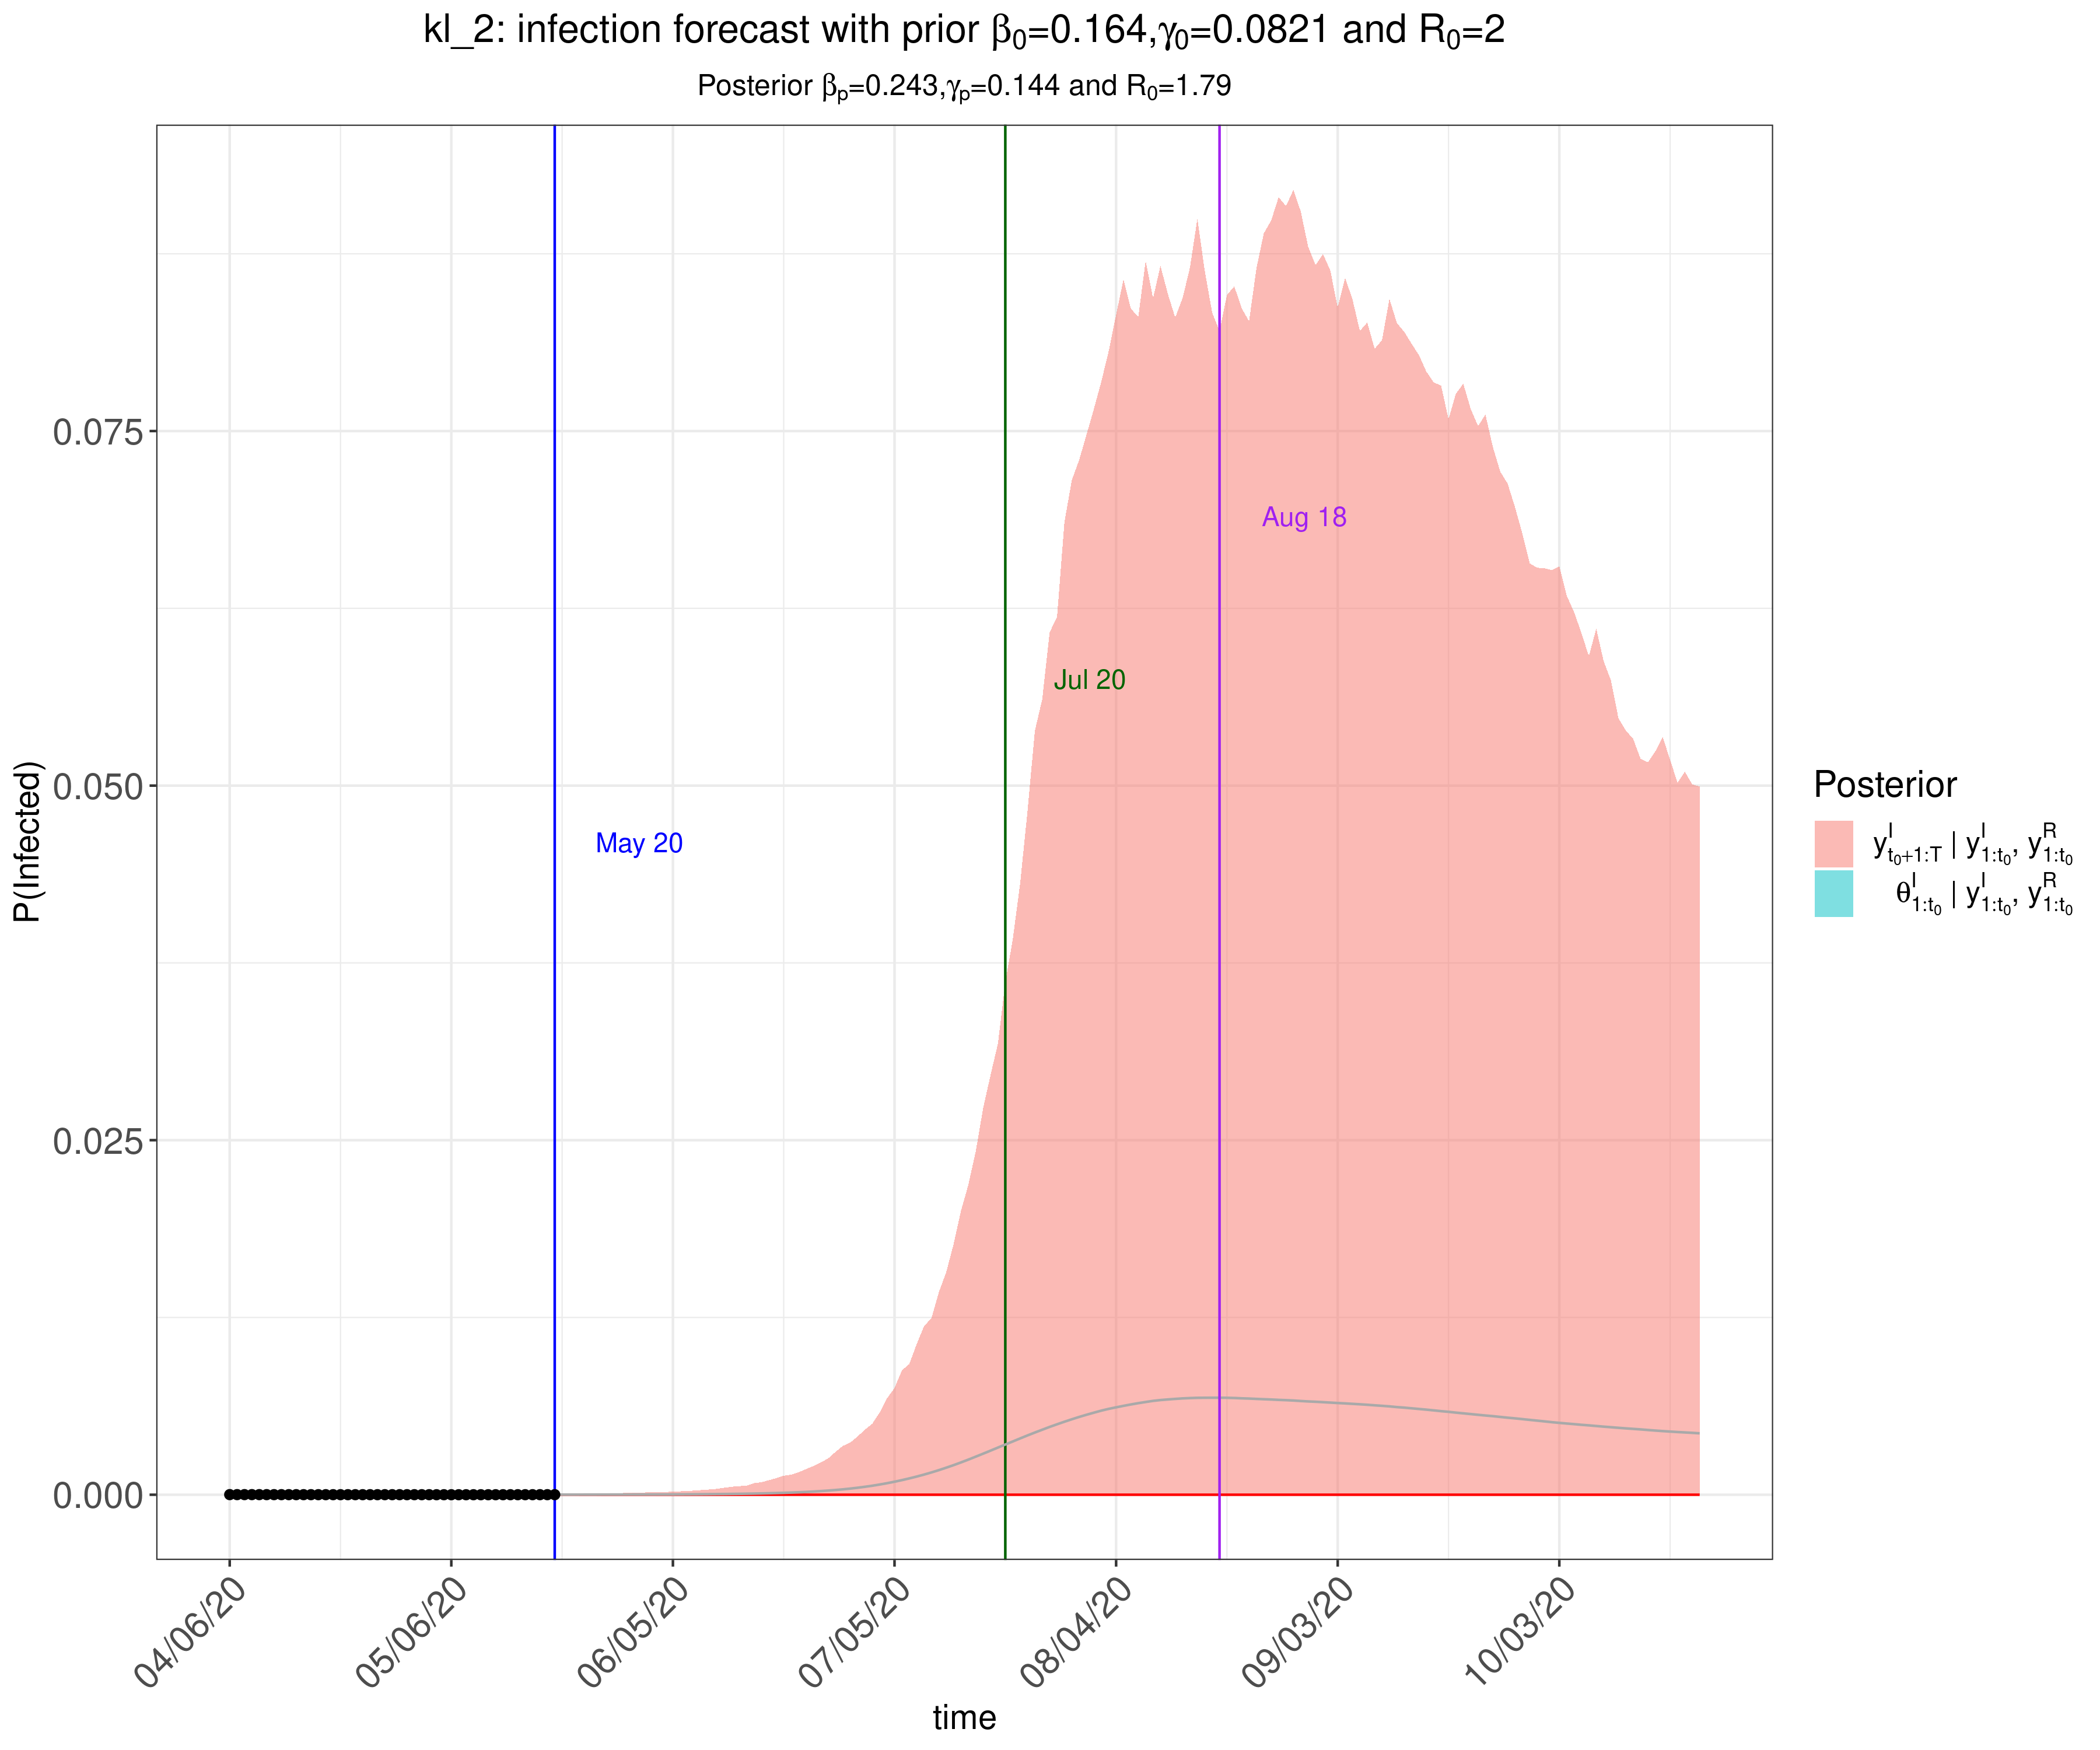 kl_2: infection forecast with prior β₀=0.164,γ₀=0.0821 and R₀=2
Posterior βₚ=0.243,γₚ=0.144 and R₀=1.79
P(Infected)
0.075
0.050
0.025
0.000
May 20
Jul 20
Aug 18
04/06/20
05/06/20
06/05/20
07/05/20
08/04/20
09/03/20
10/03/20
time
Posterior
y^I_{t₀+1:T} | y^I_{1:t₀}, y^R_{1:t₀}
θ^I_{1:t₀} | y^I_{1:t₀}, y^R_{1:t₀}